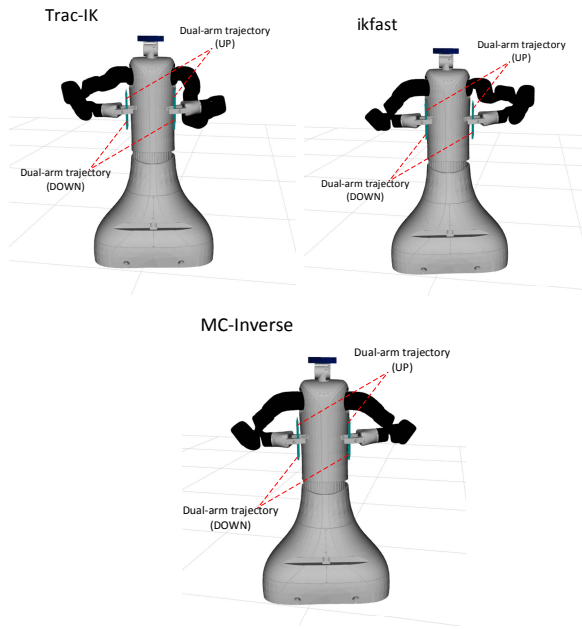 Trac-IK
Dual-arm trajectory
(UP)
Dual-arm trajectory
(DOWN)
ikfast
Dual-arm trajectory
(UP)
Dual-arm trajectory
(DOWN)
MC-Inverse
Dual-arm trajectory
(UP)
Dual-arm trajectory
(DOWN)